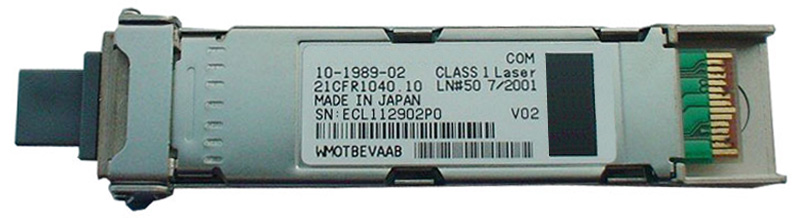 COM
10-1989-02 CLASS 1 Laser
21CFR1040.10 LN#50 7/2001
MADE IN JAPAN
SN:ECL112902P0 V02
WMOTBEVAAB